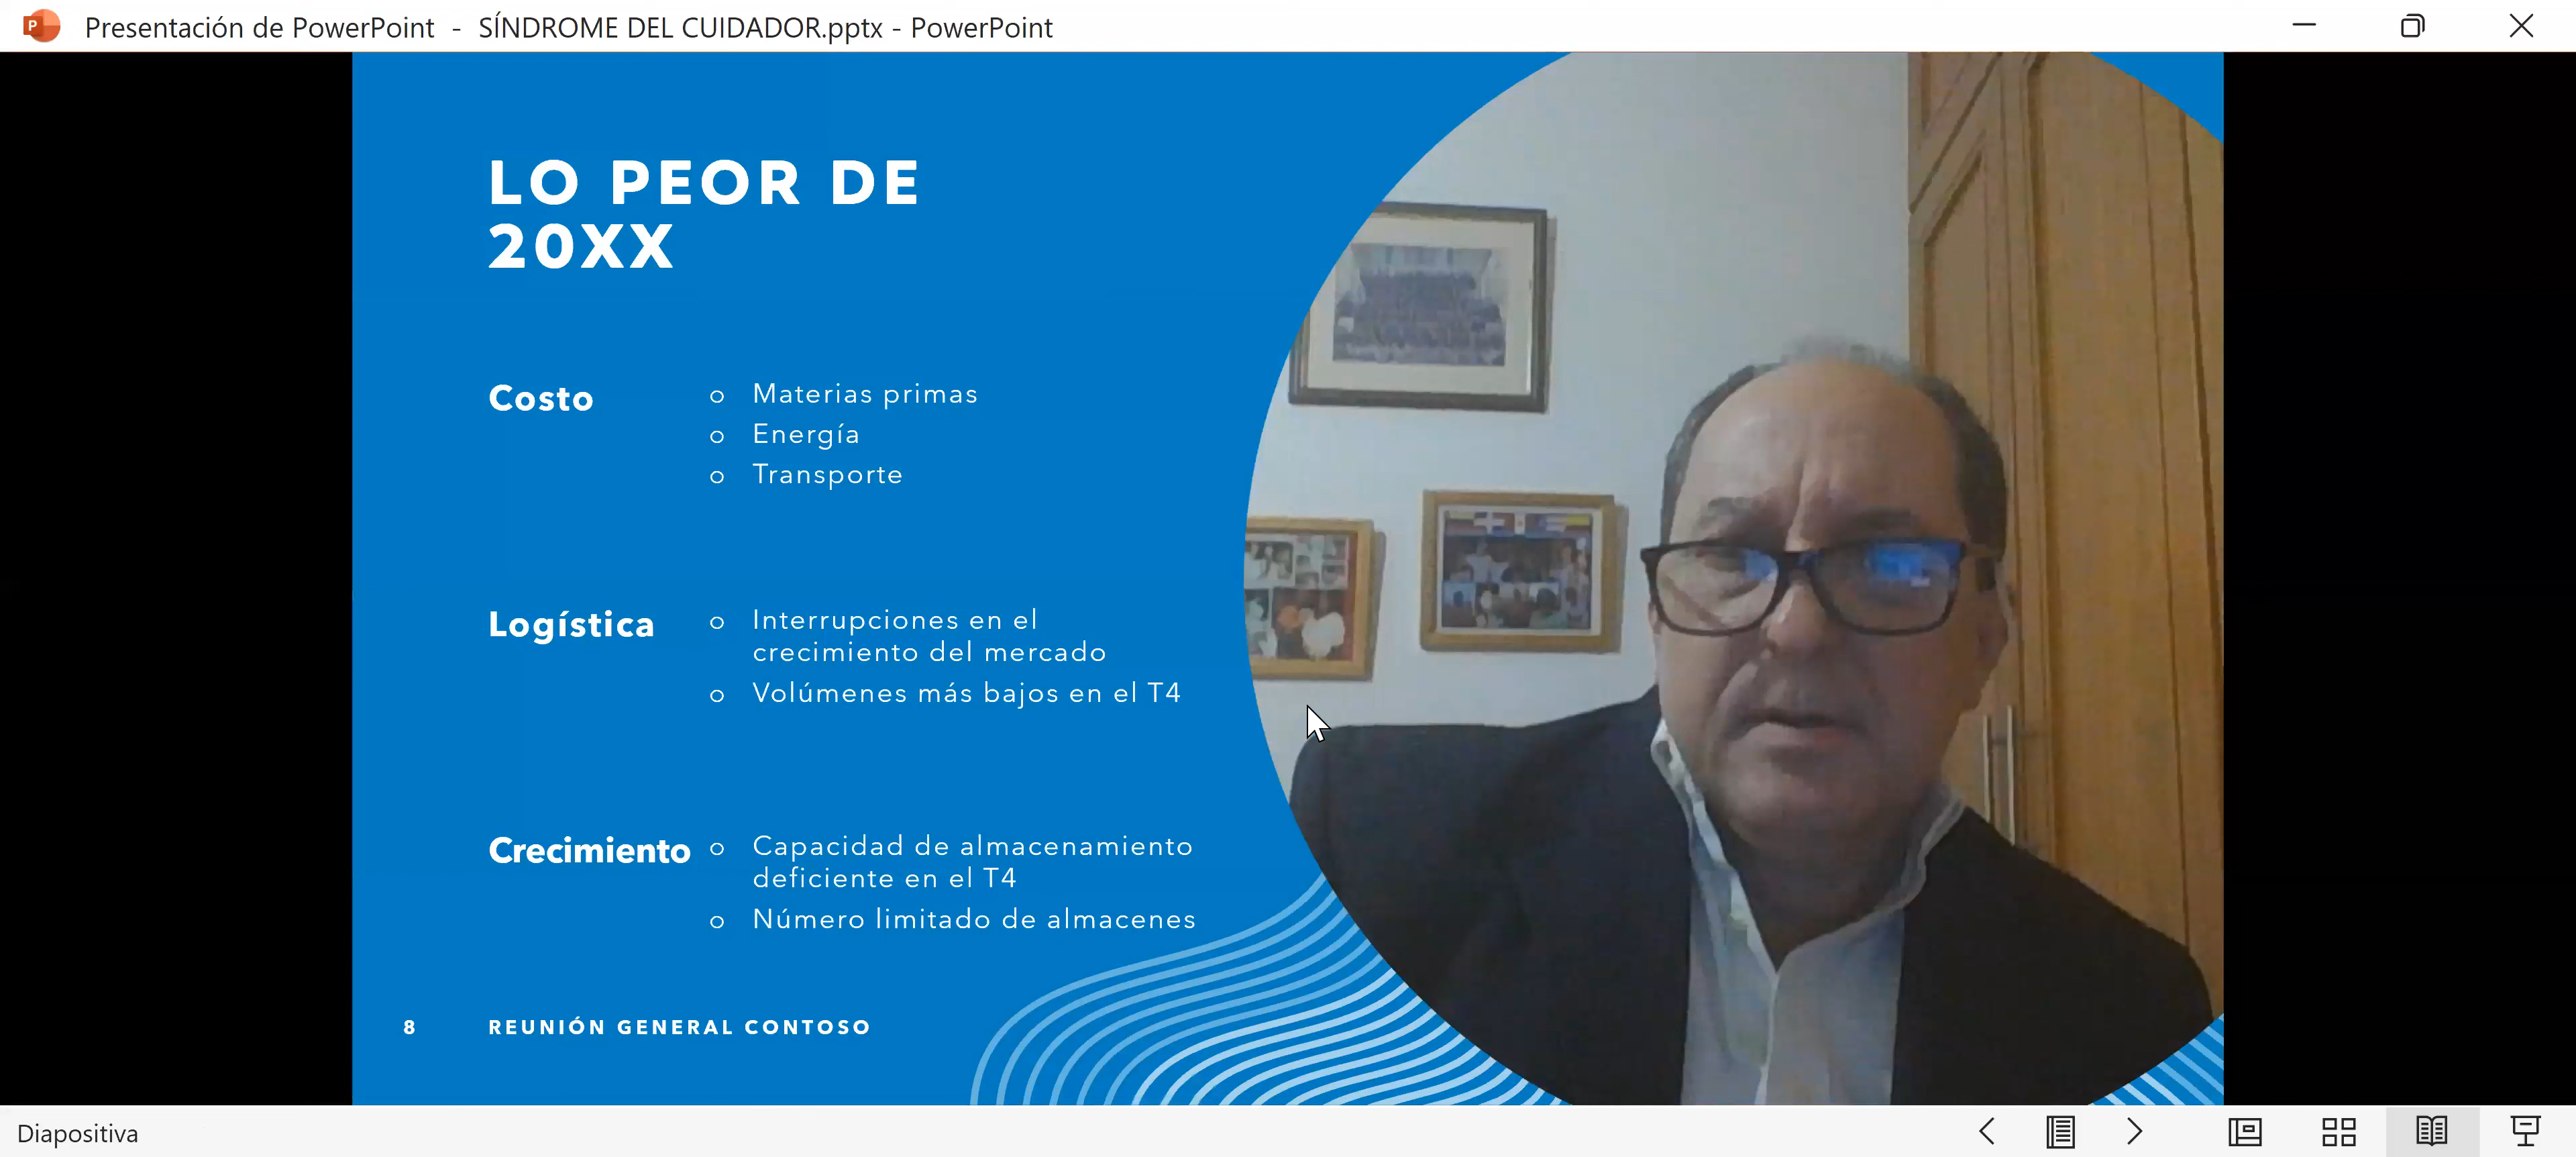 Presentación de PowerPoint - SÍNDROME DEL CUIDADOR.pptx - PowerPoint
LO PEOR DE
20XX
Costo
o Materias primas
o Energía
o Transporte
Logística
o Interrupciones en el
crecimiento del mercado
o Volúmenes más bajos en el T4
Crecimiento
o Capacidad de almacenamiento
deficiente en el T4
o Número limitado de almacenes
8 REUNIÓN GENERAL CONTOSO
Diapositiva